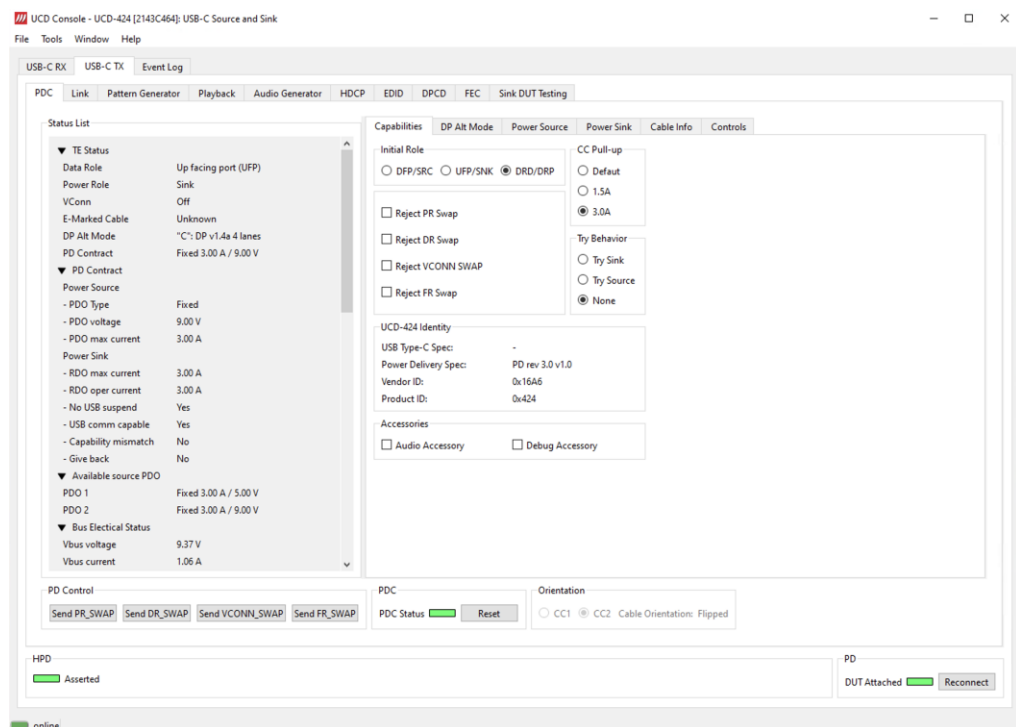 UCD Console - UCD-424 [2143C464]: USB-C Source and Sink
File Tools Window Help
USB-C RX USB-C TX Event Log
PDC Link Pattern Generator Playback Audio Generator HDCP EDID DPCD FEC Sink DUT Testing
Status List
TE Status
Data Role Up facing port (UFP)
Power Role Sink
VConn Off
E-Marked Cable Unknown
DP Alt Mode "C": DP v1.4a 4 lanes
PD Contract Fixed 3.00 A / 9.00 V
PD Contract
Power Source
- PDO Type Fixed
- PDO voltage 9.00 V
- PDO max current 3.00 A
Power Sink
- RDO max current 3.00 A
- RDO oper current 3.00 A
- No USB suspend Yes
- USB comm capable Yes
- Capability mismatch No
- Give back No
Available source PDO
PDO 1 Fixed 3.00 A / 5.00 V
PDO 2 Fixed 3.00 A / 9.00 V
Bus Electical Status
Vbus voltage 9.37 V
Vbus current 1.06 A
Capabilities DP Alt Mode Power Source Power Sink Cable Info Controls
Initial Role
DFP/SRC UFP/SNK DRD/DRP
Reject PR Swap
Reject DR Swap
Reject VCONN SWAP
Reject FR Swap
CC Pull-up
Defaut
1.5A
3.0A
Try Behavior
Try Sink
Try Source
None
UCD-424 Identity
USB Type-C Spec: -
Power Delivery Spec: PD rev 3.0 v1.0
Vendor ID: 0x16A6
Product ID: 0x424
Accessories
Audio Accessory Debug Accessory
PD Control
Send PR_SWAP Send DR_SWAP Send VCONN_SWAP Send FR_SWAP
PDC
PDC Status Reset
Orientation
CC1 CC2 Cable Orientation: Flipped
HPD
Asserted
PD
DUT Attached Reconnect
online